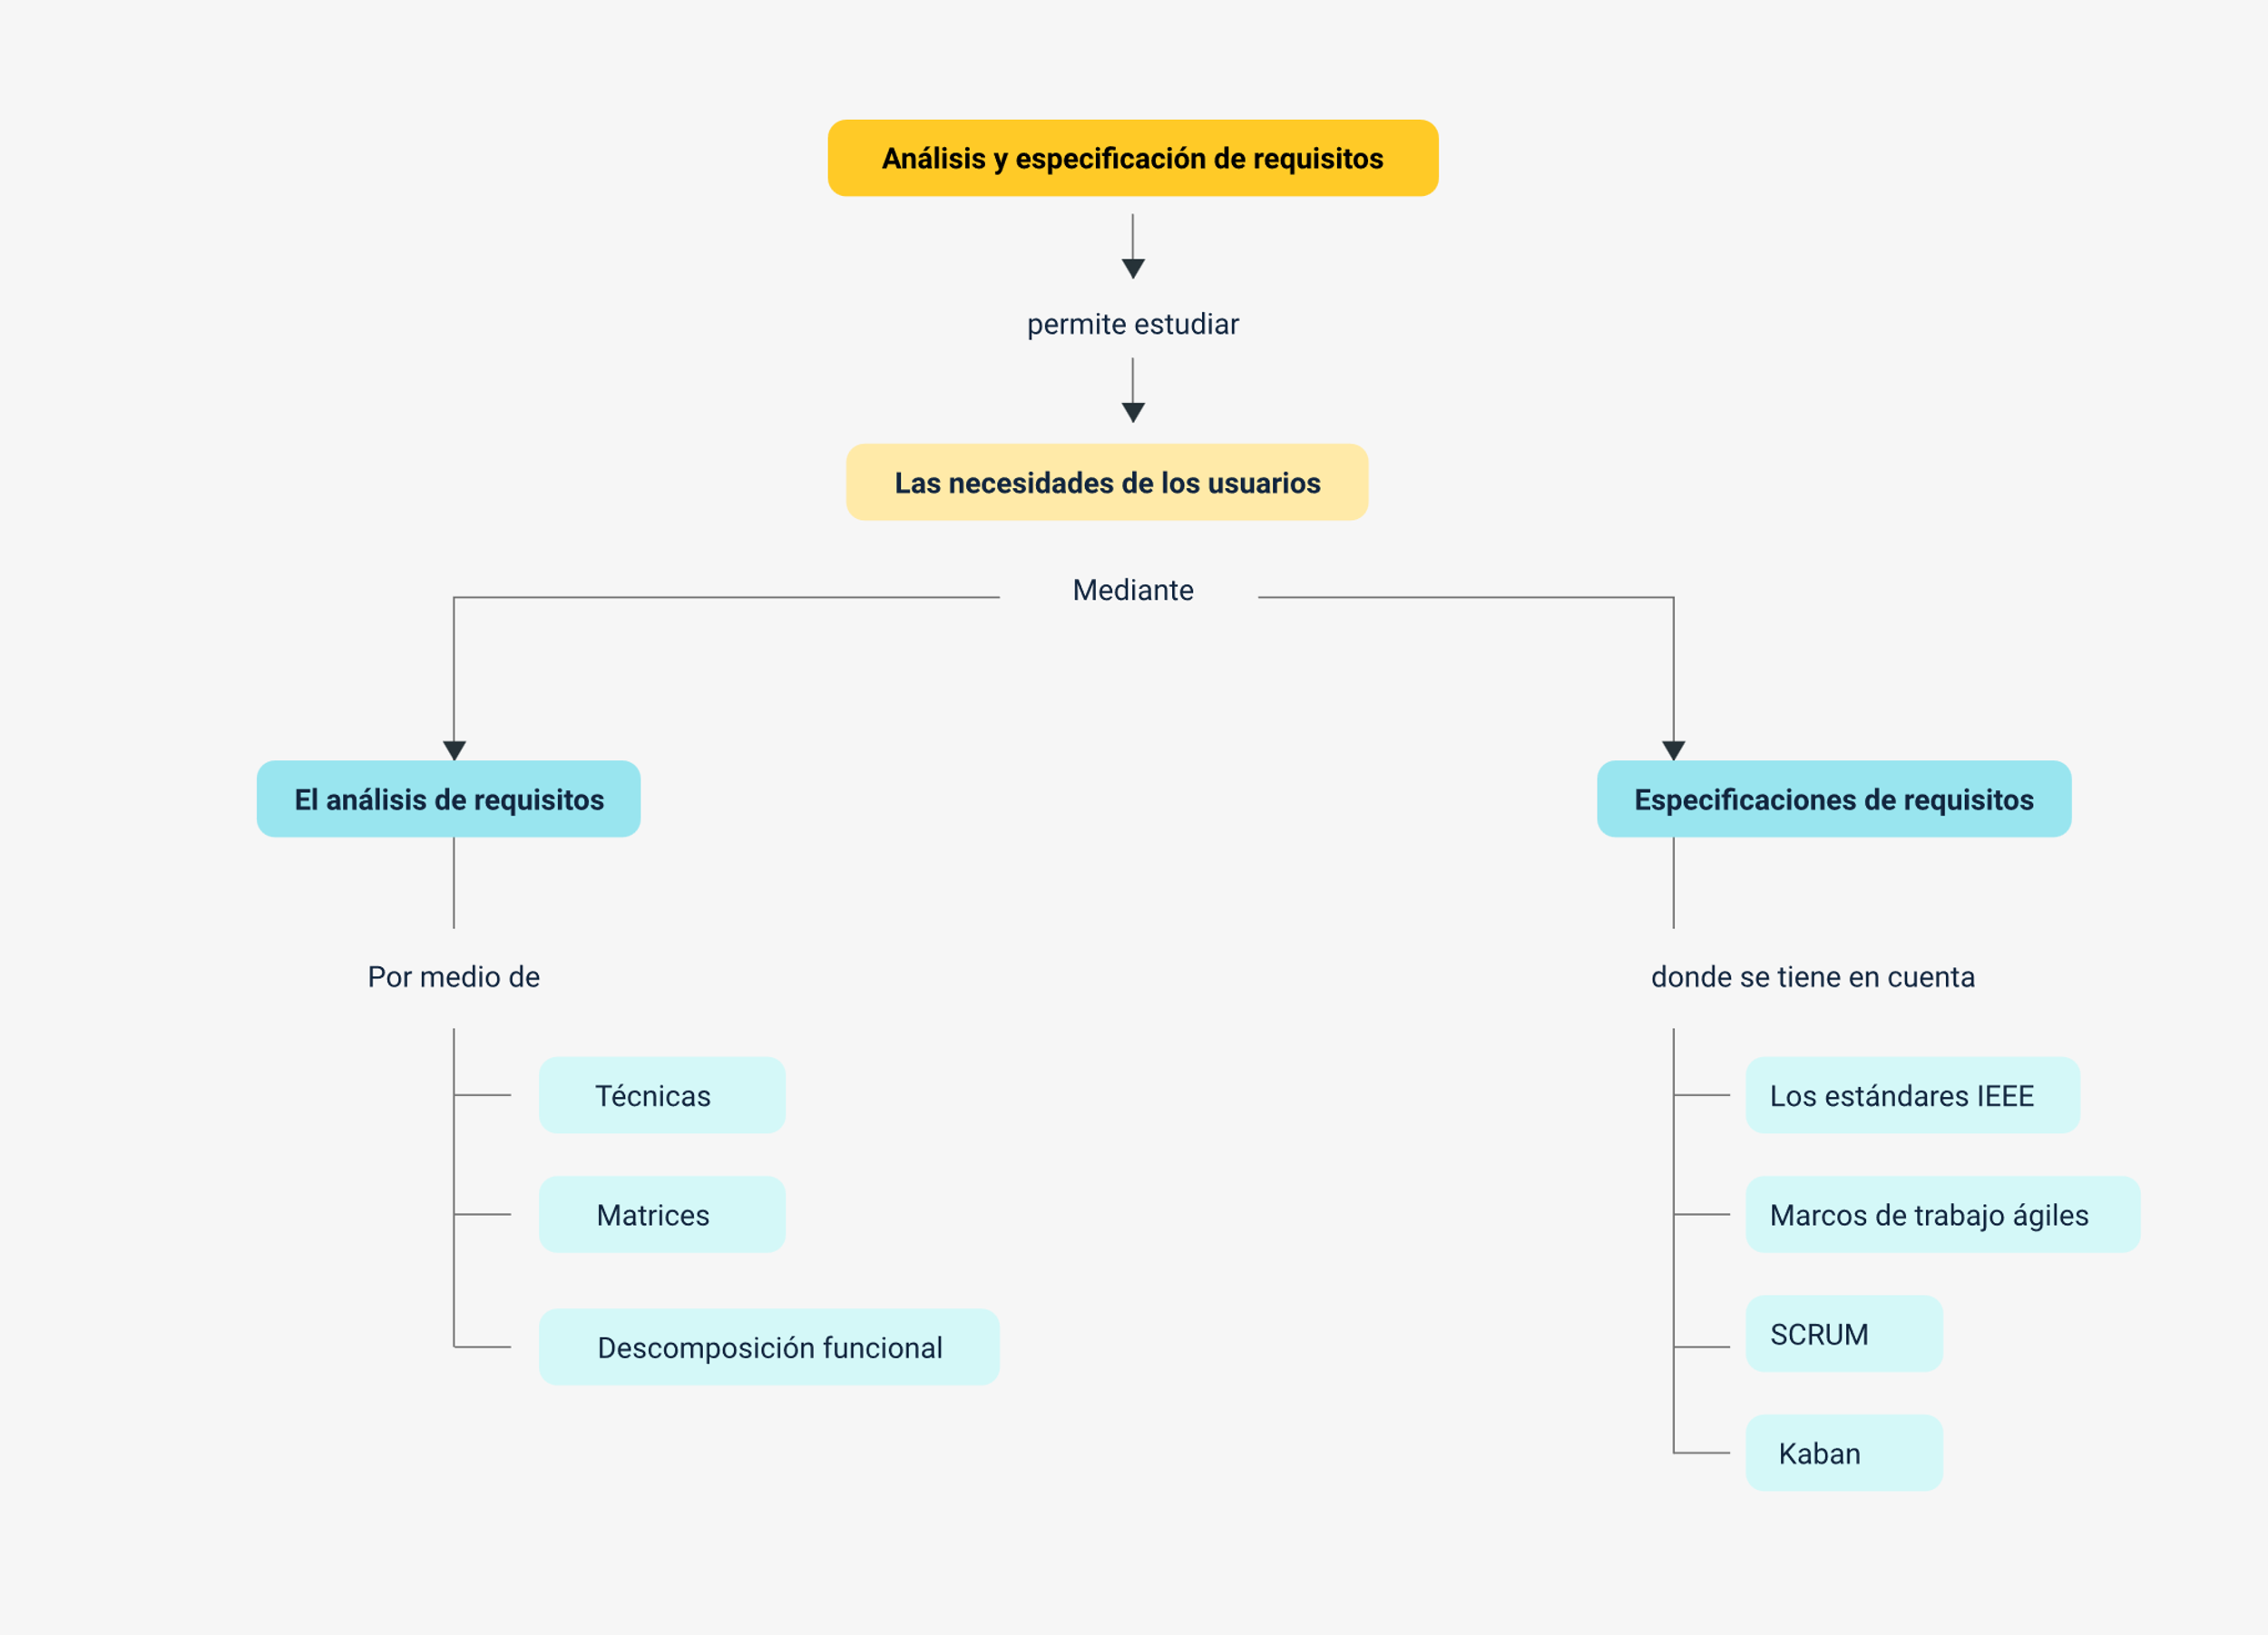 Análisis y especificación de requisitos
permite estudiar
Las necesidades de los usuarios
Mediante
El análisis de requisitos
Por medio de
Técnicas
Matrices
Descomposición funcional
Especificaciones de requisitos
donde se tiene en cuenta
Los estándares IEEE
Marcos de trabajo ágiles
SCRUM
Kaban